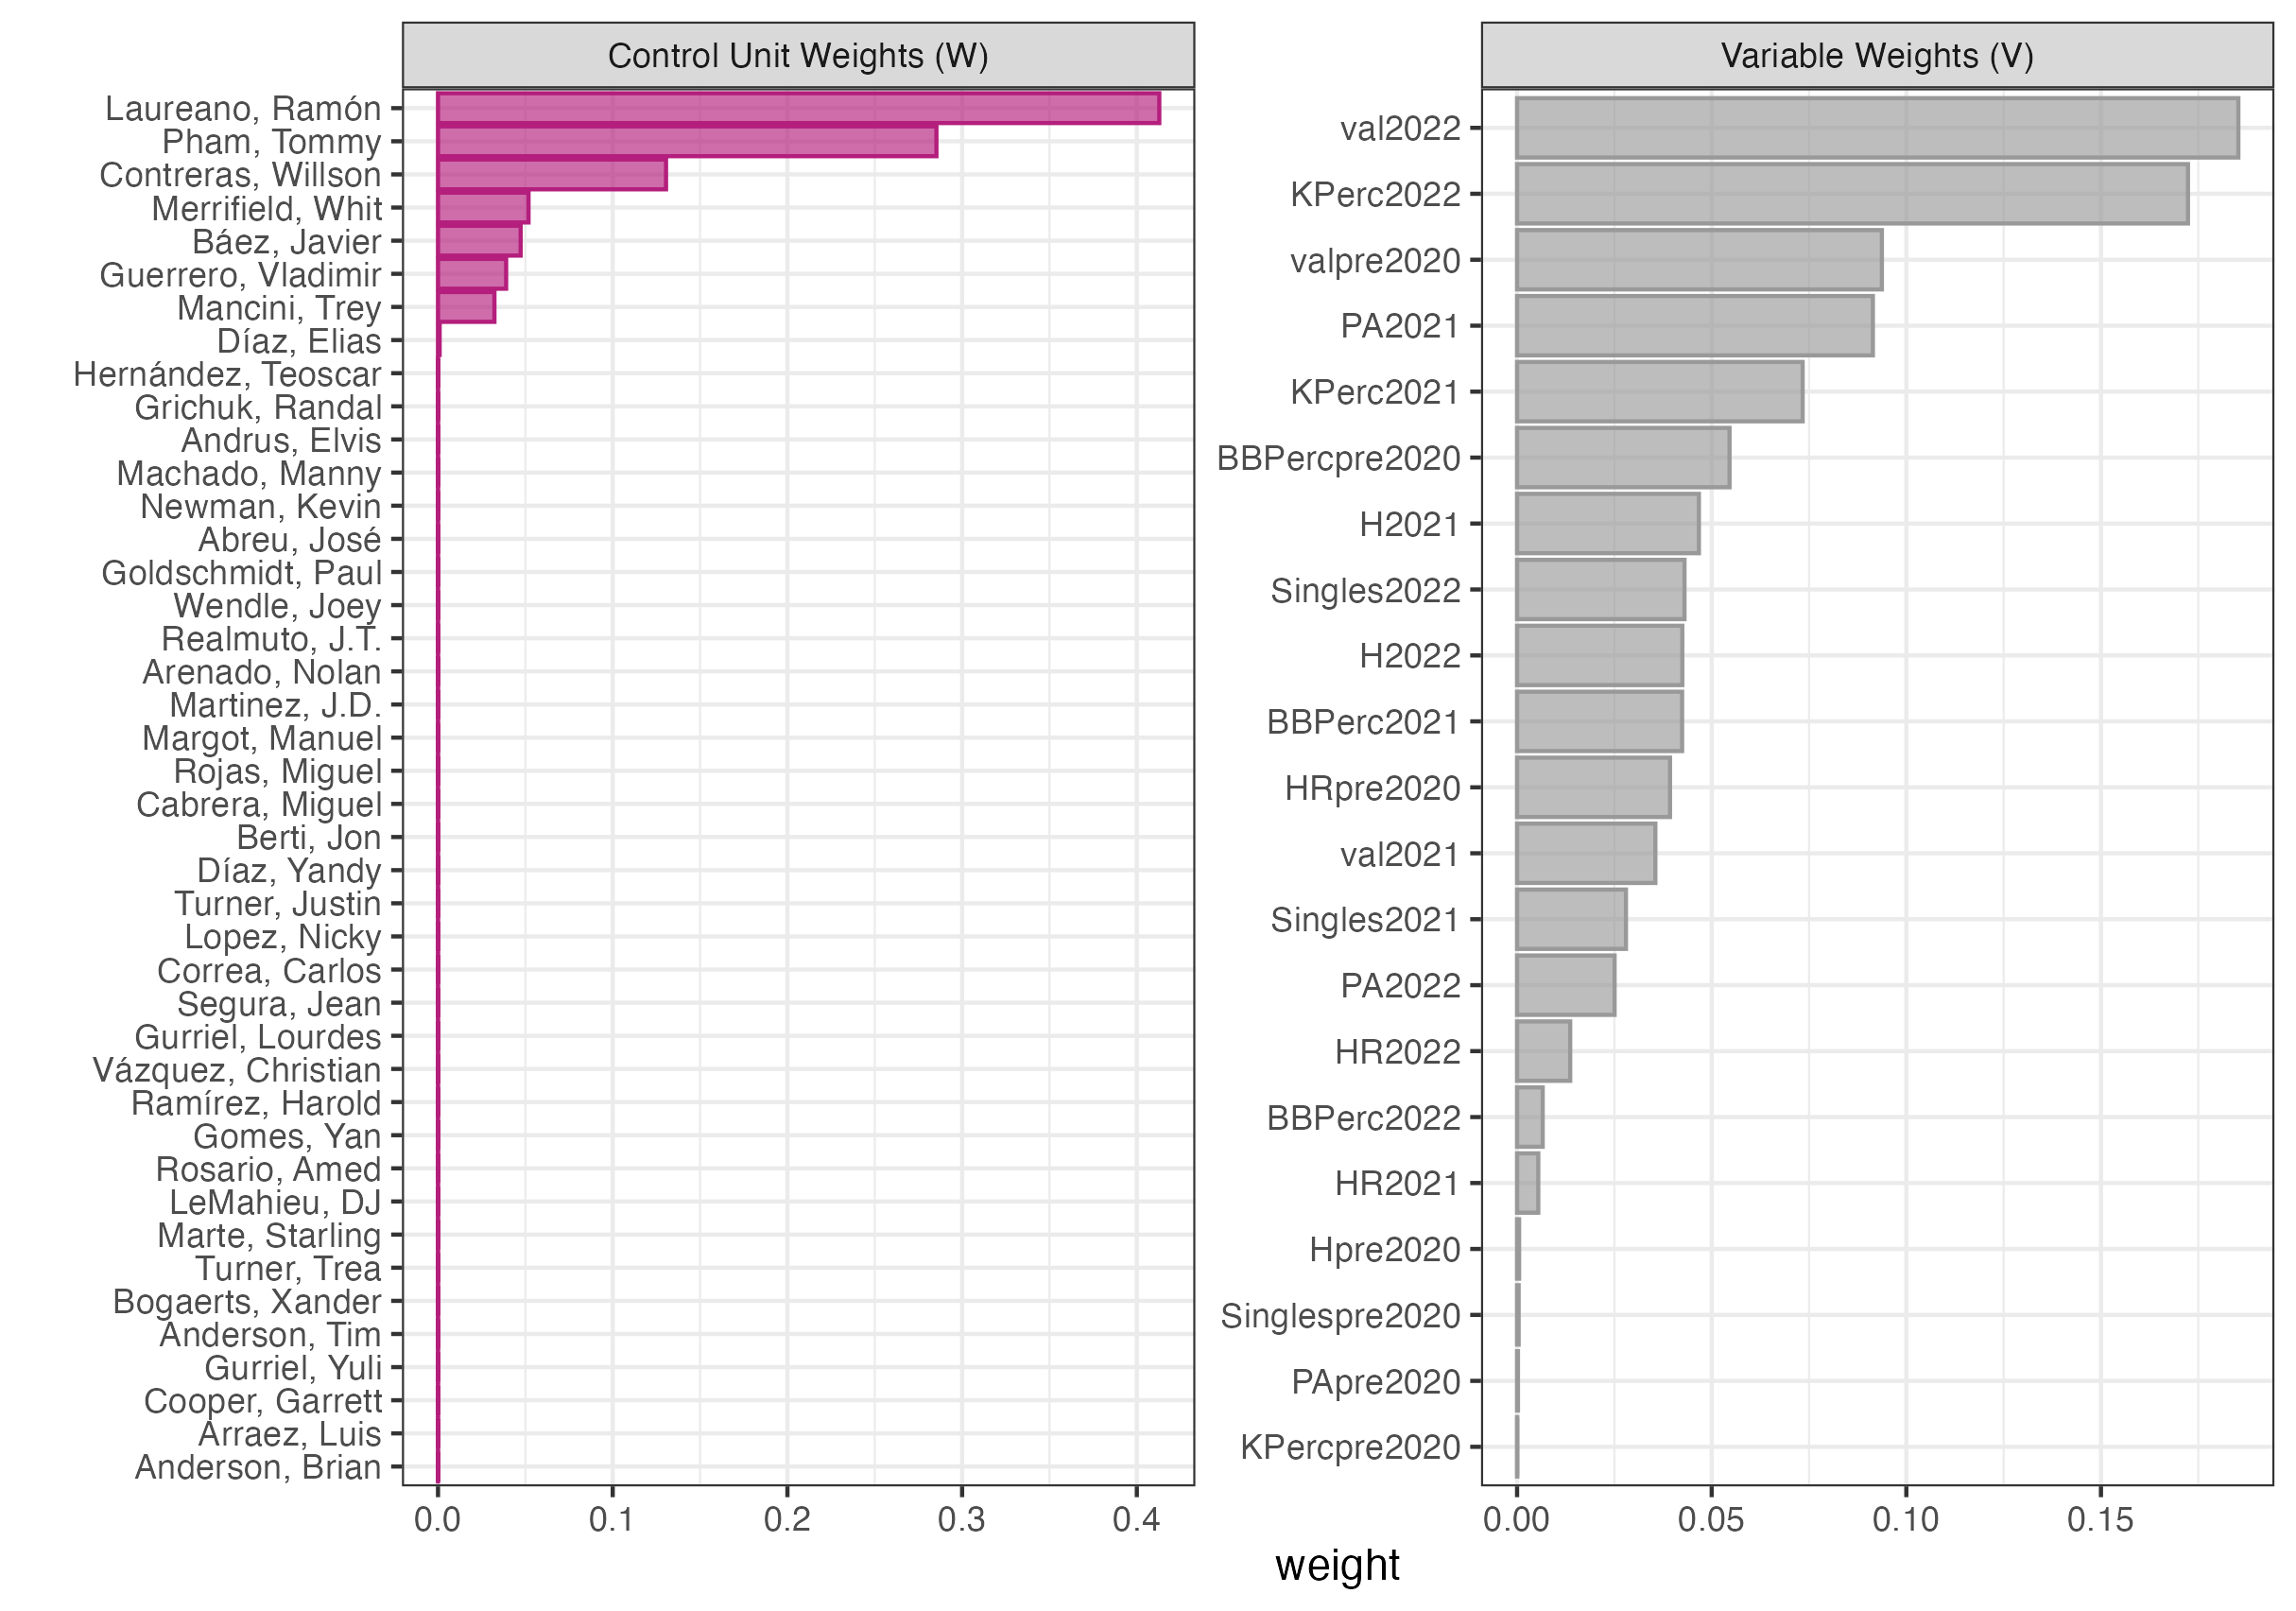 Control Unit Weights (W)
Laureano, Ramón
Pham, Tommy
Contreras, Willson
Merrifield, Whit
Báez, Javier
Guerrero, Vladimir
Mancini, Trey
Díaz, Elias
Hernández, Teoscar
Grichuk, Randal
Andrus, Elvis
Machado, Manny
Newman, Kevin
Abreu, José
Goldschmidt, Paul
Wendle, Joey
Realmuto, J.T.
Arenado, Nolan
Martinez, J.D.
Margot, Manuel
Rojas, Miguel
Cabrera, Miguel
Berti, Jon
Díaz, Yandy
Turner, Justin
Lopez, Nicky
Correa, Carlos
Segura, Jean
Gurriel, Lourdes
Vázquez, Christian
Ramírez, Harold
Gomes, Yan
Rosario, Amed
LeMahieu, DJ
Marte, Starling
Turner, Trea
Bogaerts, Xander
Anderson, Tim
Gurriel, Yuli
Cooper, Garrett
Arraez, Luis
Anderson, Brian
0.0 0.1 0.2 0.3 0.4
Variable Weights (V)
val2022
KPerc2022
valpre2020
PA2021
KPerc2021
BBPercpre2020
H2021
Singles2022
H2022
BBPerc2021
HRpre2020
val2021
Singles2021
PA2022
HR2022
BBPerc2022
HR2021
Hpre2020
Singlespre2020
PApre2020
KPercpre2020
0.00 0.05 0.10 0.15
weight